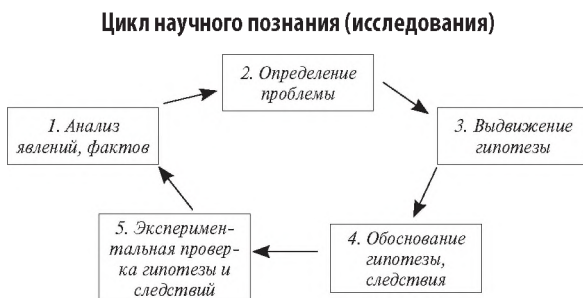 Цикл научного познания (исследования)
2. Определение
проблемы
1. Анализ
явлений, фактов
3. Выдвижение
гипотезы
5. Эксперимен-
тальная провер-
ка гипотезы и
следствий
4. Обоснование
гипотезы,
следствия